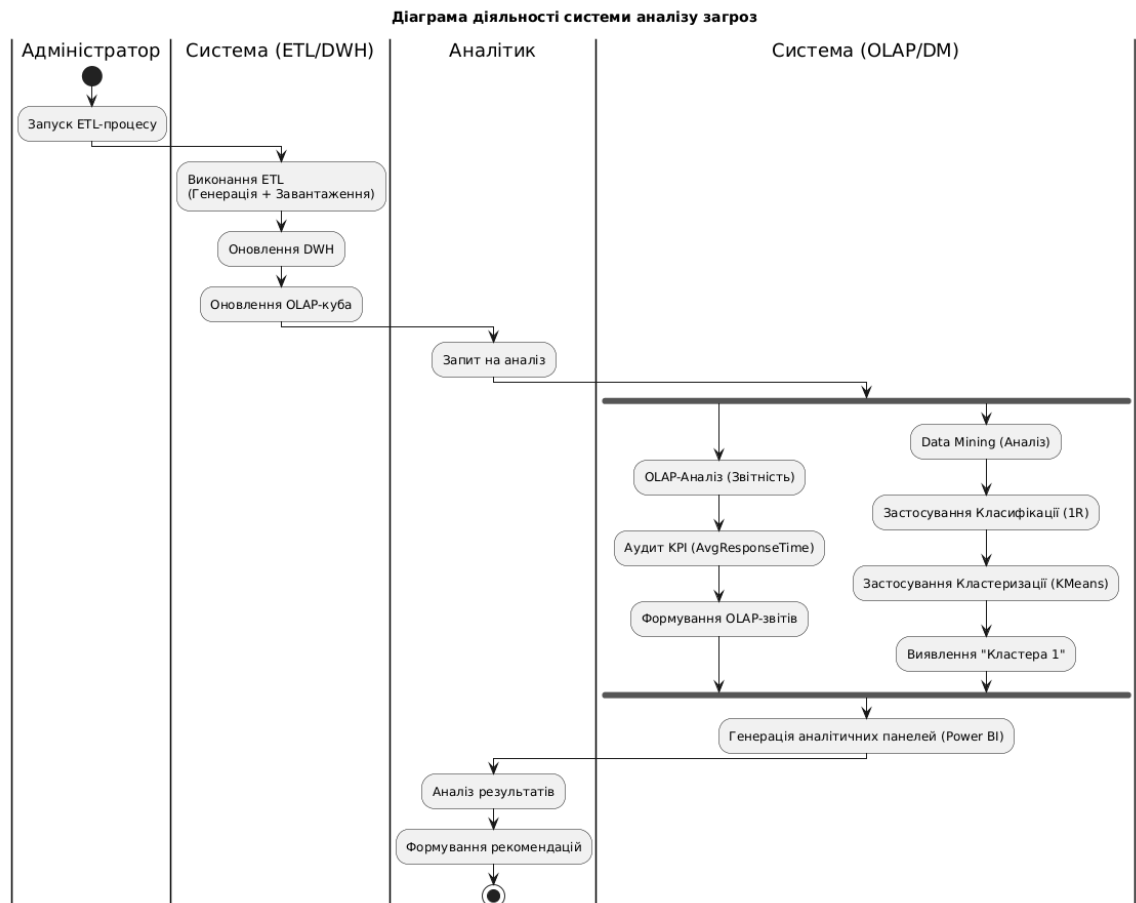 Діаграма діяльності системи аналізу загроз
Адміністратор
Система (ETL/DWH)
Аналітик
Система (OLAP/DM)
Запуск ETL-процесу
Виконання ETL
(Генерація + Завантаження)
Оновлення DWH
Оновлення OLAP-куба
Запит на аналіз
OLAP-Аналіз (Звітність)
Аудит KPI (AvgResponseTime)
Формування OLAP-звітів
Data Mining (Аналіз)
Застосування Класифікації (1R)
Застосування Кластеризації (KMeans)
Виявлення "Кластера 1"
Генерація аналітичних панелей (Power BI)
Аналіз результатів
Формування рекомендацій